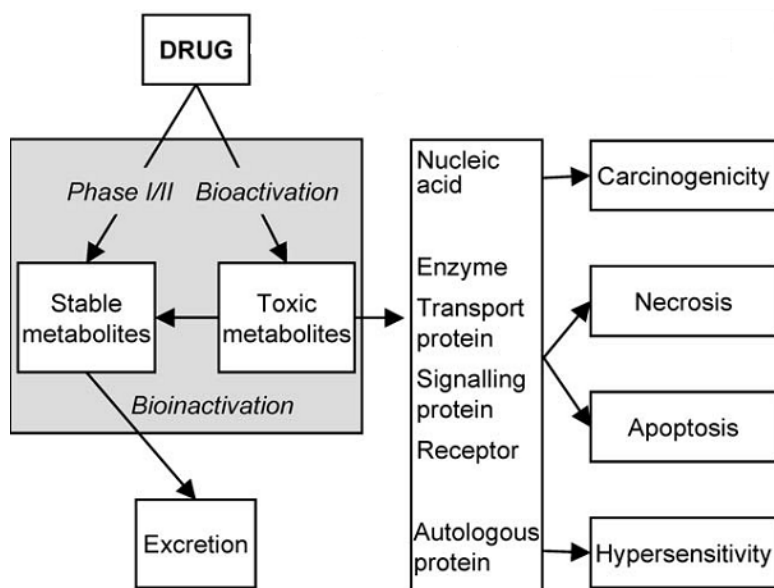 DRUG
Phase I/II
Bioactivation
Stable
metabolites
Toxic
metabolites
Bioinactivation
Excretion
Nucleic
acid
Enzyme
Transport
protein
Signalling
protein
Receptor
Autologous
protein
Carcinogenicity
Necrosis
Apoptosis
Hypersensitivity